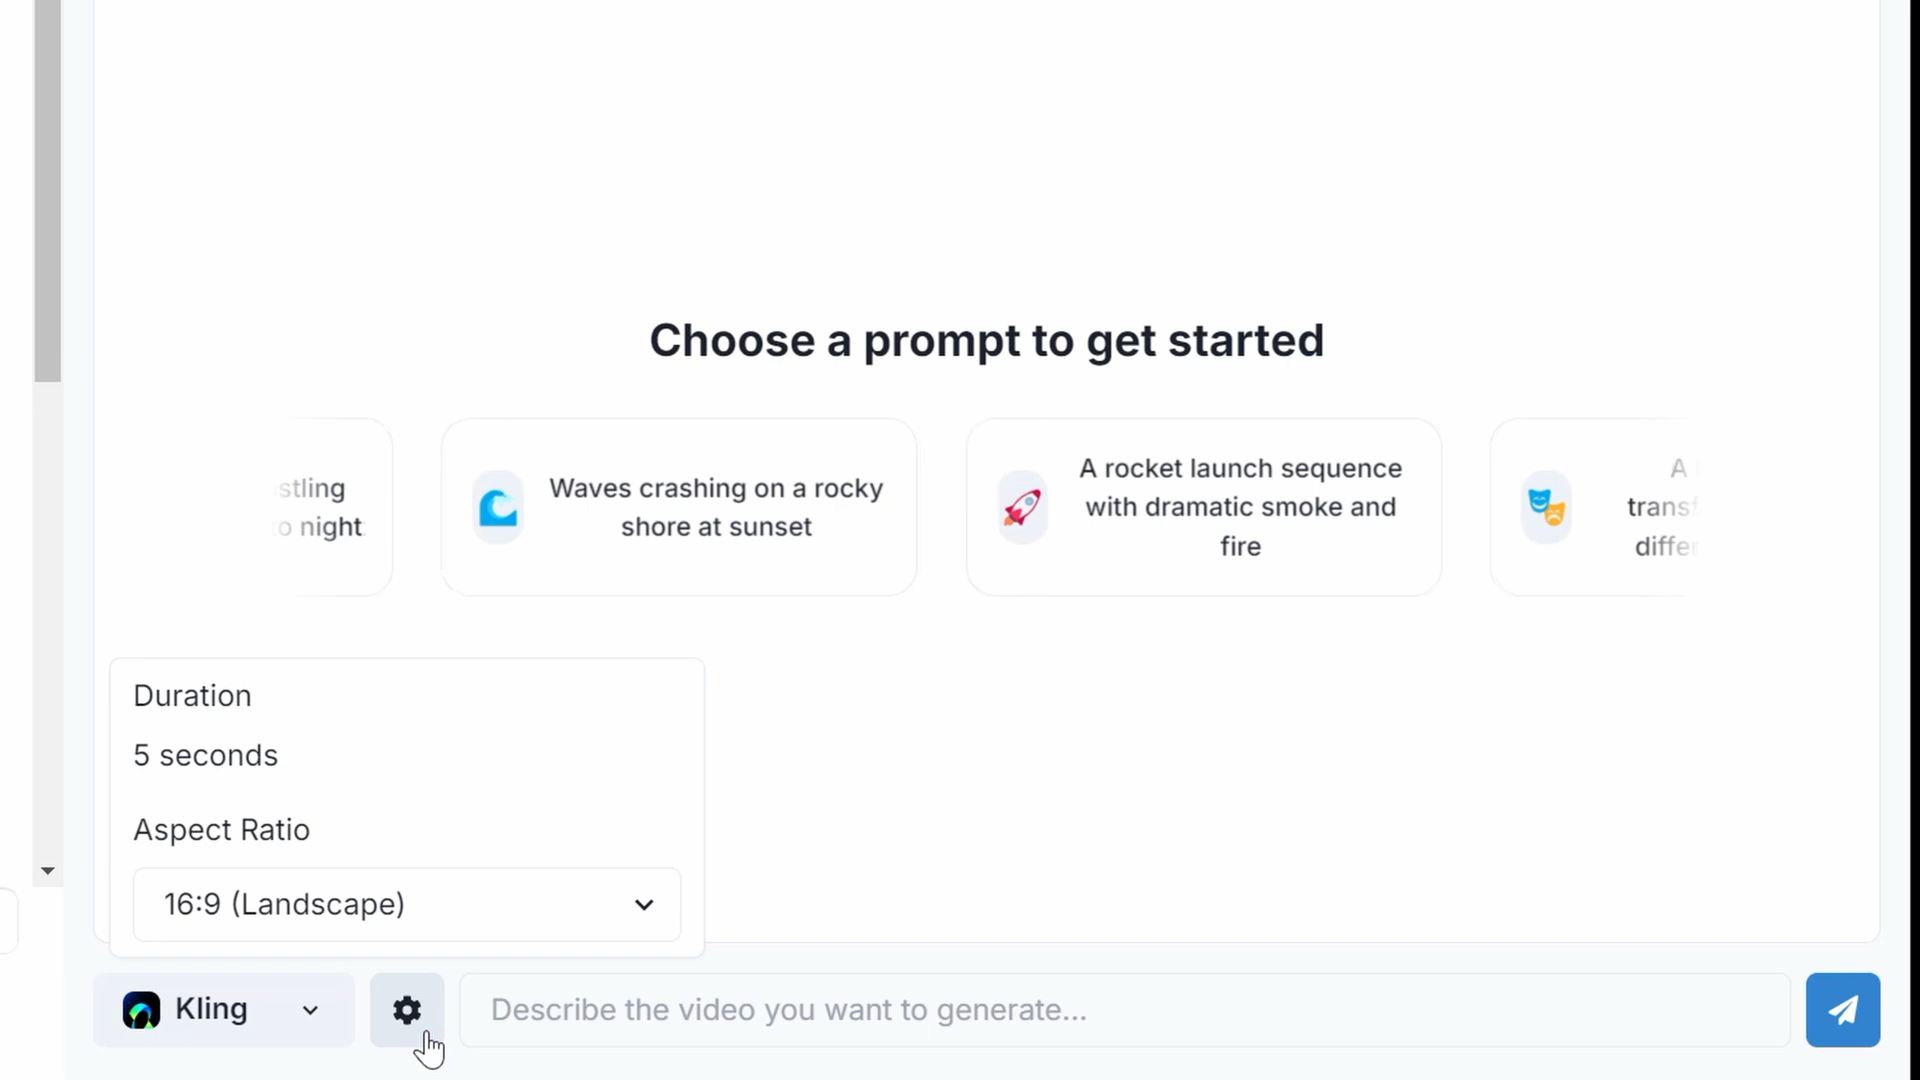 Choose a prompt to get started
stling
o night
Waves crashing on a rocky
shore at sunset
A rocket launch sequence
with dramatic smoke and
fire
A
transf
differ
Duration
5 seconds
Aspect Ratio
16:9 (Landscape)
Kling
Describe the video you want to generate...